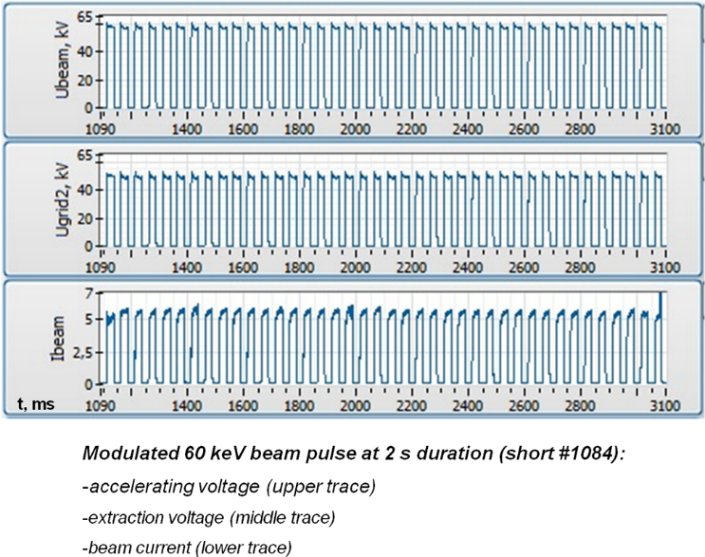 Ubeam, kV
65
40
20
0
1090 1400 1600 1800 2000 2200 2400 2600 2800 3100
Ugrid2, kV
65
40
20
0
1090 1400 1600 1800 2000 2200 2400 2600 2800 3100
Ibeam
7
5
2,5
0
t, ms 1090 1400 1600 1800 2000 2200 2400 2600 2800 3100
Modulated 60 keV beam pulse at 2 s duration (short #1084):
-accelerating voltage (upper trace)
-extraction voltage (middle trace)
-beam current (lower trace)